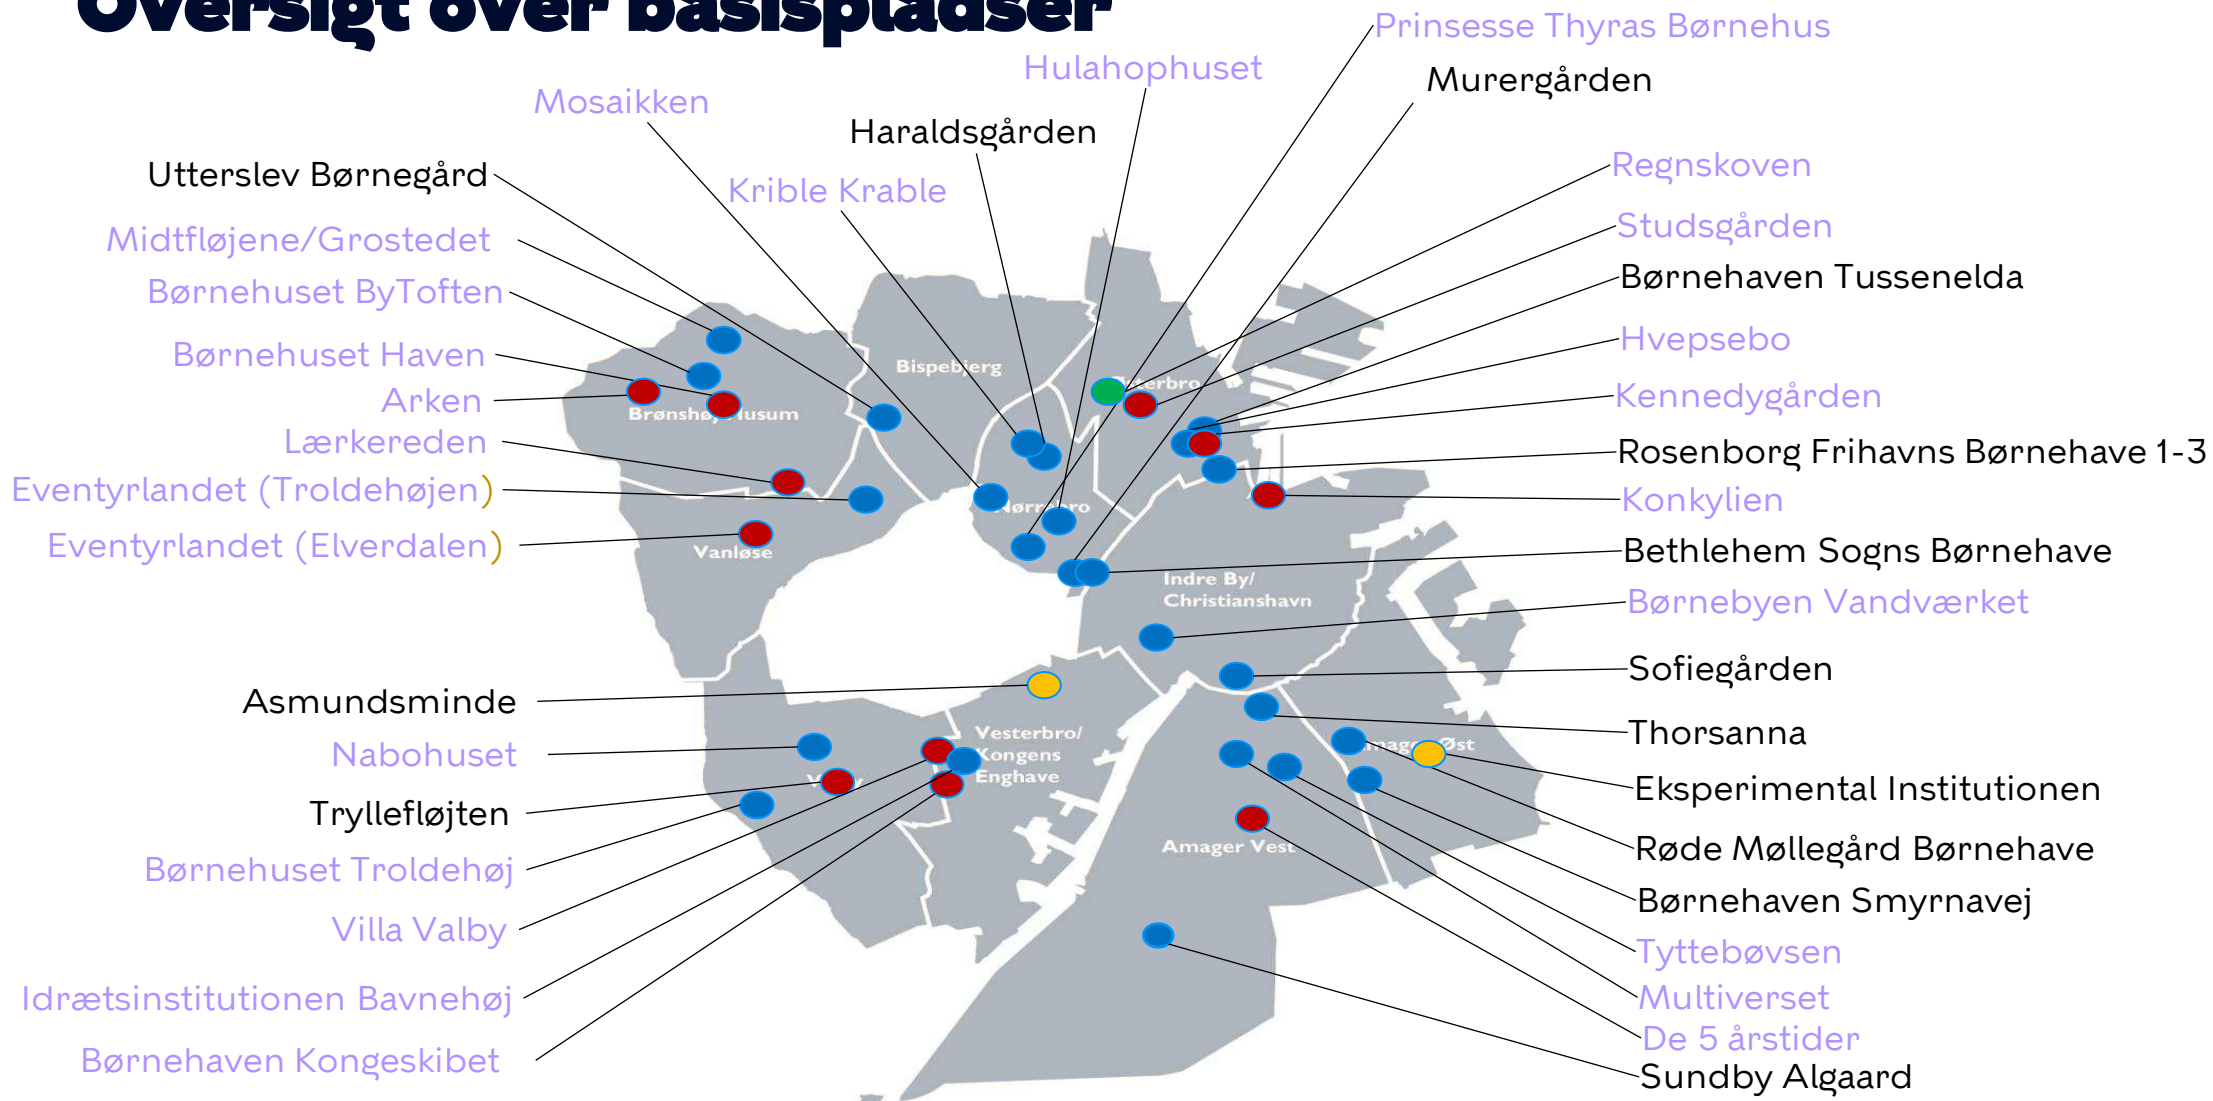 Oversigt over basispladser
Prinsesse Thyras Børnehus
Hulahophuset
Murergården
Mosaikken
Haraldsgården
Utterslev Børnegård
Krible Krable
Regnskoven
Midtfløjene/Grostedet
Studsgården
Børnehuset ByToften
Børnehaven Tussenelda
Børnehuset Haven
Hvepsebo
Arken
Kennedygården
Lærkereden
Rosenborg Frihavns Børnehave 1-3
Eventyrlandet (Troldehøjen)
Konkylien
Eventyrlandet (Elverdalen)
Bethlehem Sogns Børnehave
Børnebyen Vandværket
Sofiegården
Asmundsminde
Thorsanna
Nabohuset
Eksperimental Institutionen
Tryllefløjten
Røde Møllegård Børnehave
Børnehuset Troldehøj
Børnehaven Smyrnavej
Villa Valby
Tyttebøvsen
Idrætsinstitutionen Bavnehøj
Multiverset
De 5 årstider
Børnehaven Kongeskibet
Sundby Algaard
Bispebjerg
Vanløse
Indre By/
Christianshavn
Vesterbro/
Kongens
Enghave
Amager Vest